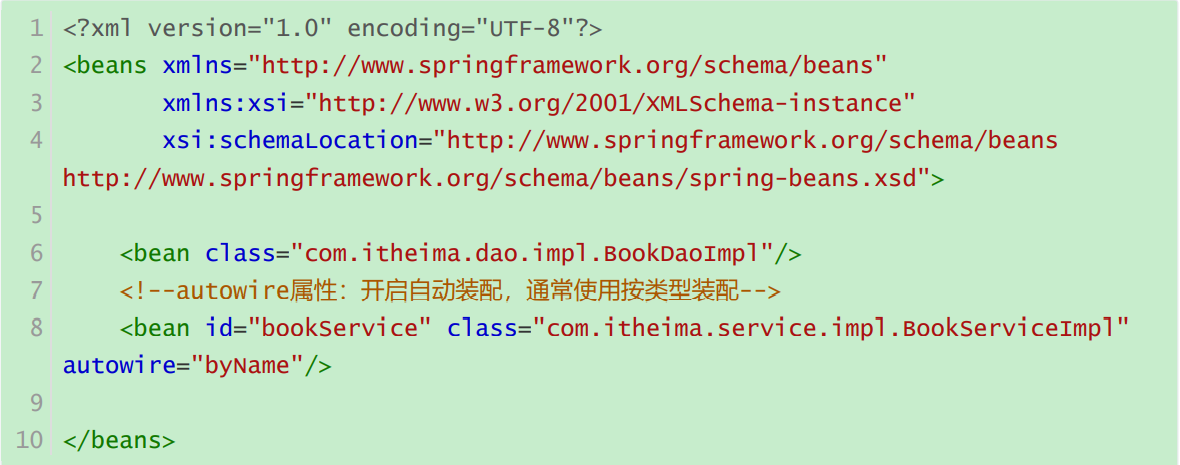 1 <?xml version="1.0" encoding="UTF-8"?>
2 <beans xmlns="http://www.springframework.org/schema/beans"
3        xmlns:xsi="http://www.w3.org/2001/XMLSchema-instance"
4        xsi:schemaLocation="http://www.springframework.org/schema/beans
http://www.springframework.org/schema/beans/spring-beans.xsd">
5
6     <bean class="com.itheima.dao.impl.BookDaoImpl"/>
7     <!--autowire属性：开启自动装配，通常使用按类型装配-->
8     <bean id="bookService" class="com.itheima.service.impl.BookServiceImpl"
autowire="byName"/>
9
10 </beans>